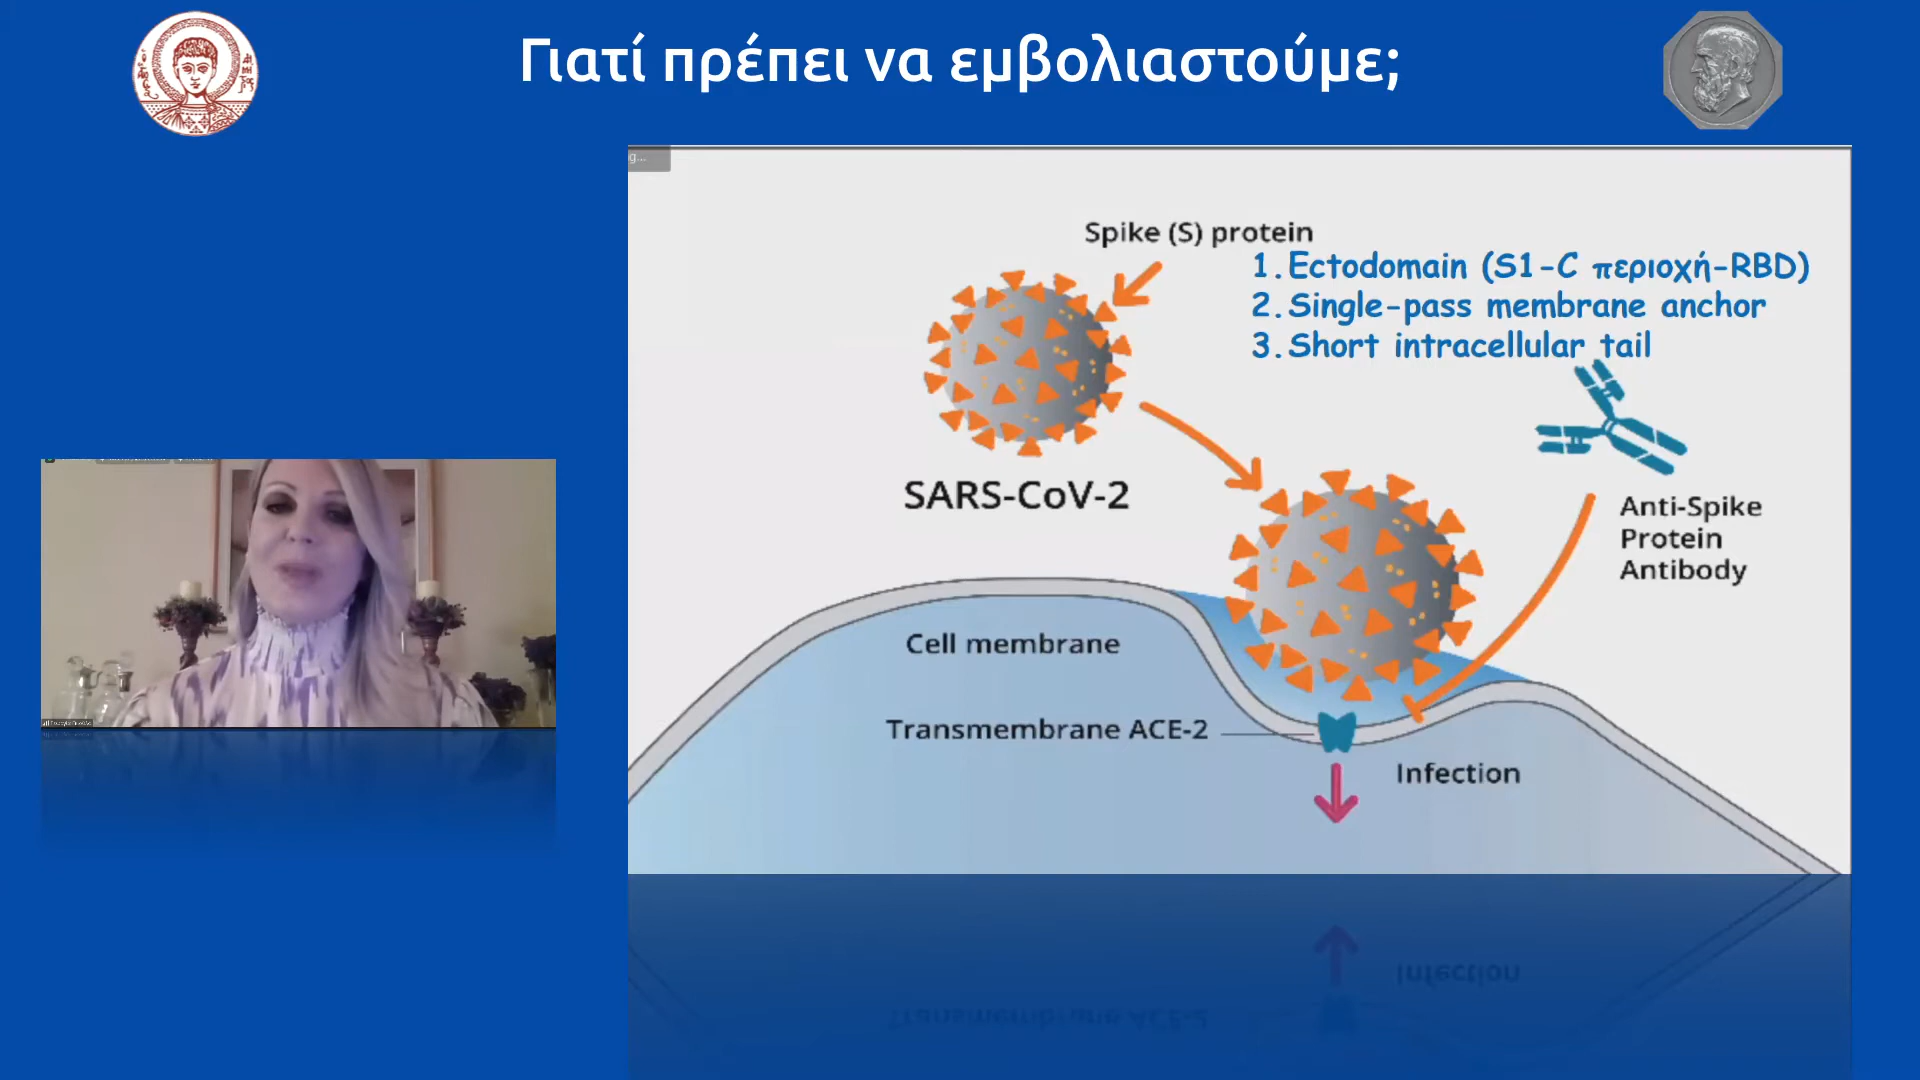 Γιατί πρέπει να εμβολιαστούμε;
g...
Spike (S) protein
1. Ectodomain (S1-C περιοχή-RBD)
2. Single-pass membrane anchor
3. Short intracellular tail
SARS-CoV-2
Anti-Spike
Protein
Antibody
Cell membrane
Transmembrane ACE-2
Infection